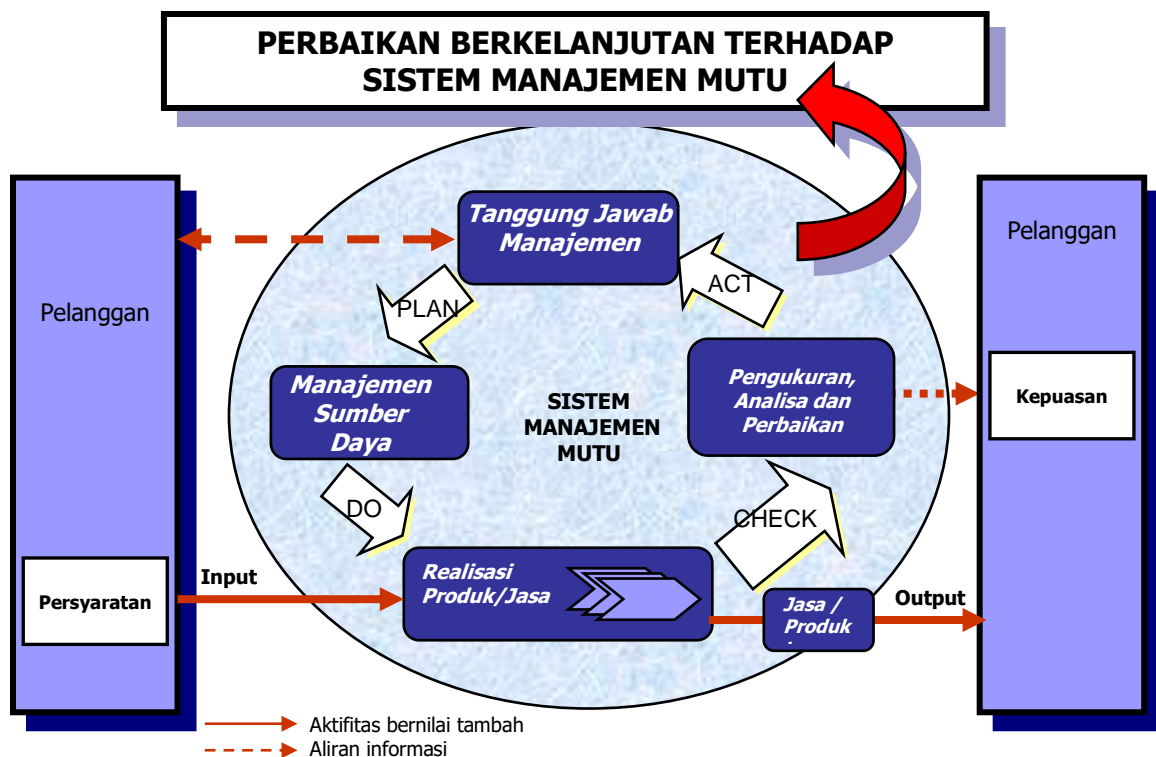 PERBAIKAN BERKELANJUTAN TERHADAP
SISTEM MANAJEMEN MUTU
Pelanggan
Persyaratan
Tanggung Jawab
Manajemen
PLAN
ACT
Manajemen
Sumber
Daya
SISTEM
MANAJEMEN
MUTU
Pengukuran,
Analisa dan
Perbaikan
DO
CHECK
Input
Realisasi
Produk/Jasa
Jasa /
Produk
Output
Pelanggan
Kepuasan
Aktifitas bernilai tambah
Aliran informasi